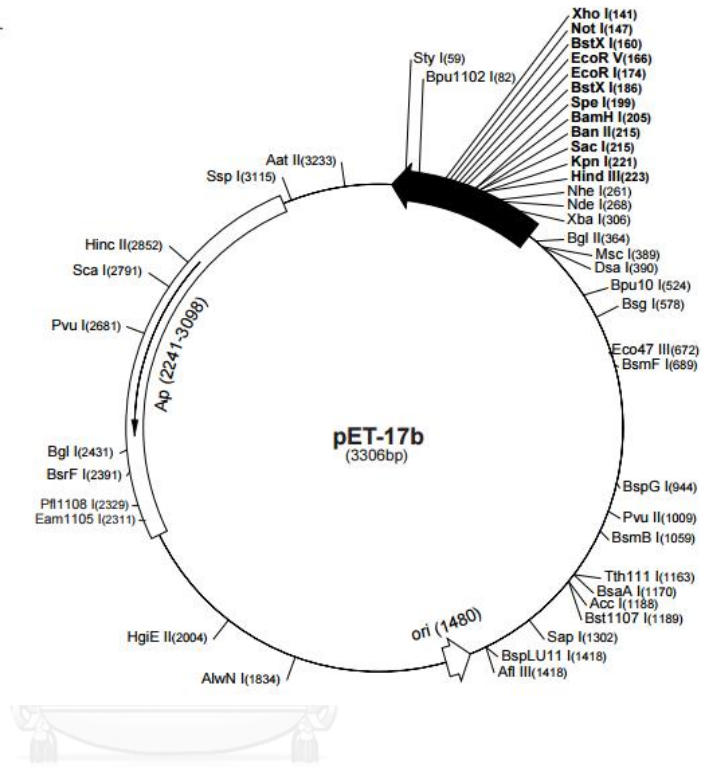 Xho I(141)
Not I(147)
BstX I(160)
EcoR V(166)
EcoR I(174)
BstX I(186)
Spe I(199)
BamH I(205)
Ban II(215)
Sac I(215)
Kpn I(221)
Hind III(223)
Nhe I(261)
Nde I(268)
Xba I(306)
Bgl II(364)
Msc I(389)
Dsa I(390)
Bpu10 I(524)
Bsg I(578)
Eco47 III(672)
BsmF I(689)
BspG I(944)
Pvu II(1009)
BsmB I(1059)
Tth111 I(1163)
BsaA I(1170)
Acc I(1188)
Bst1107 I(1189)
Sap I(1302)
BspLU11 I(1418)
Afl III(1418)
Sty I(59)
Bpu1102 I(82)
Aat II(3233)
Ssp I(3115)
Hinc II(2852)
Sca I(2791)
Pvu I(2681)
Ap (2241-3098)
Bgl I(2431)
BsrF I(2391)
Pfl1108 I(2329)
Eam1105 I(2311)
HgiE II(2004)
AlwN I(1834)
ori (1480)
pET-17b
(3306bp)